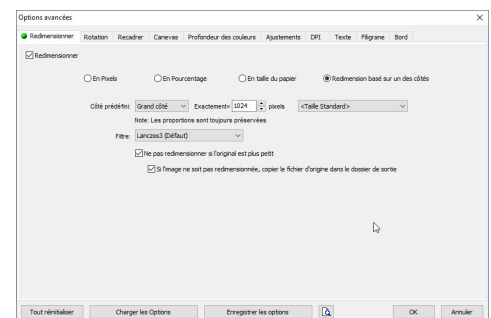 Options avancées
Redimensionner Rotation Recadrer Canevas Profondeur des couleurs Ajustements DPI Texte Filigrane Bord
Redimensionner
En Pixels En Pourcentage En taille du papier Redimension basé sur un des côtés
Côté prédéfini: Grand côté Exactement= 1024 pixels <Taille Standard>
Note: Les proportions sont toujours préservées
Filtre: Lanczos3 (Défaut)
Ne pas redimensionner si l'original est plus petit
Si l'image ne soit pas redimensionnée, copier le fichier d'origine dans le dossier de sortie
Tout réinitialiser Charger les Options Enregistrer les options OK Annuler